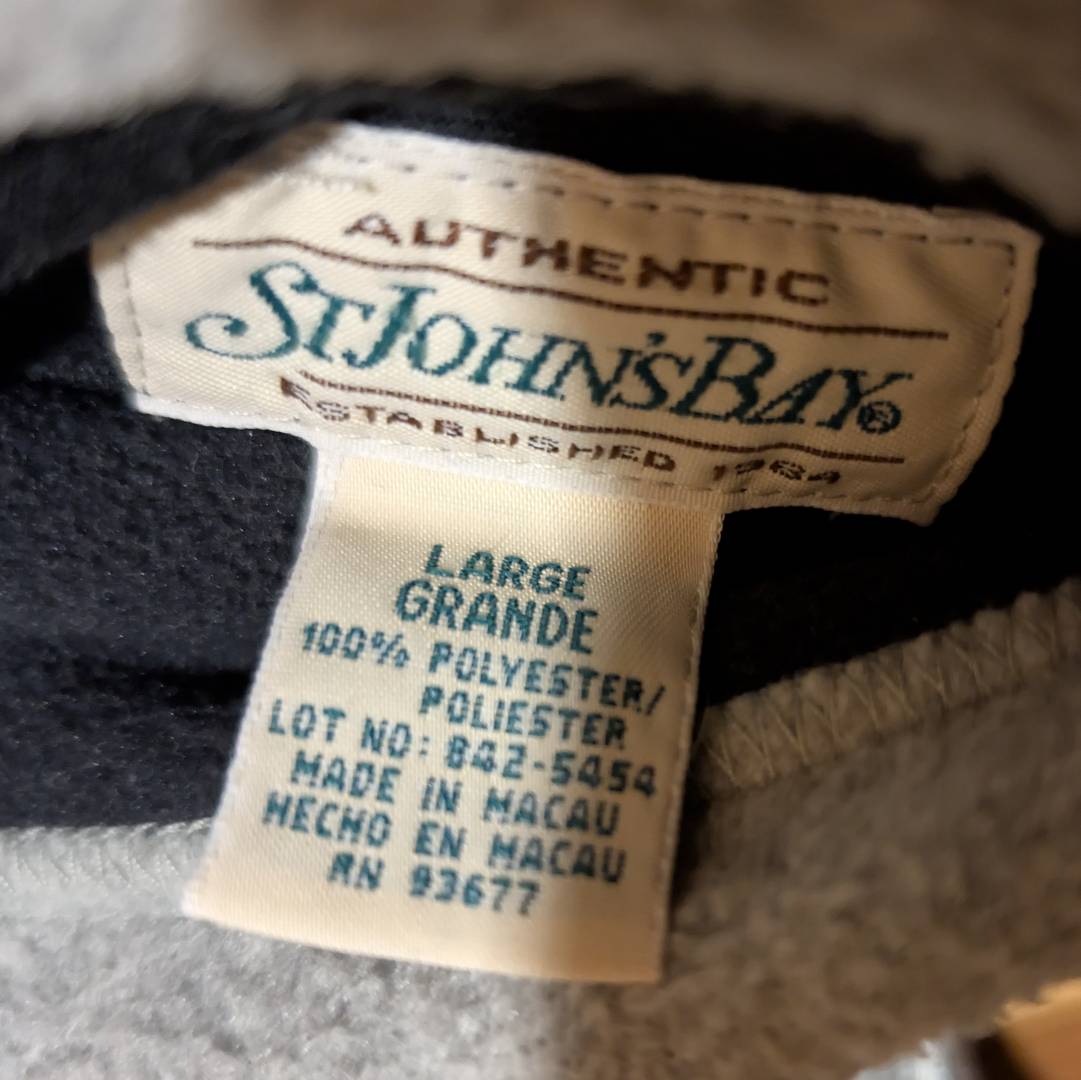 AUTHENTIC
ST JOHN'S BAY®
ESTABLISHED 1984
LARGE
GRANDE
100% POLYESTER/
POLIESTER
LOT NO: 842-5454
MADE IN MACAU
HECHO EN MACAU
RN 93677